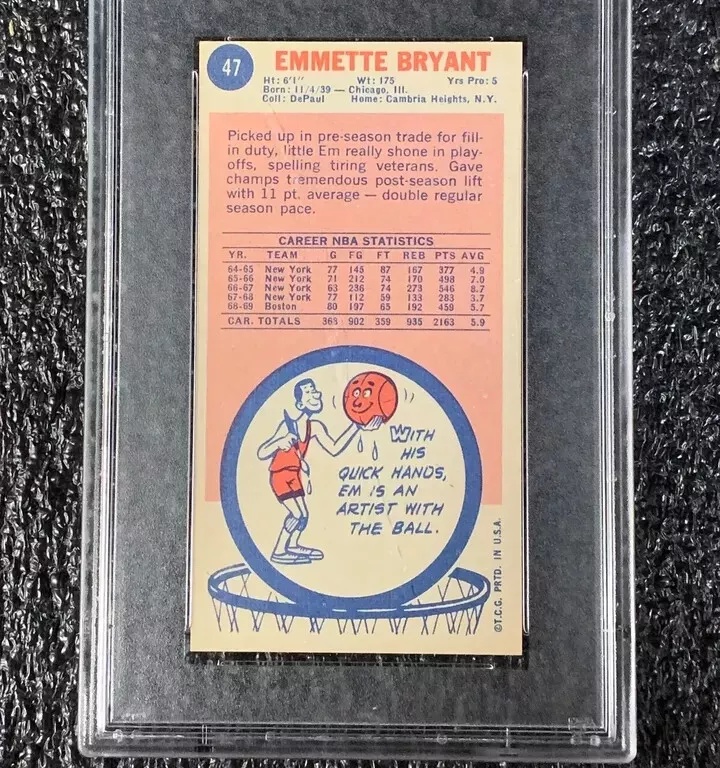 47
EMMETTE BRYANT
Ht: 6'1" Wt: 175 Yrs Pro: 5
Born: 11/4/39 — Chicago, Ill.
Coll: DePaul Home: Cambria Heights, N.Y.
Picked up in pre-season trade for fill-
in duty, little Em really shone in play-
offs, spelling tiring veterans. Gave
champs tremendous post-season lift
with 11 pt. average — double regular
season pace.
CAREER NBA STATISTICS
YR. TEAM G FG FT REB PTS AVG
64-65 New York 77 145 87 167 377 4.9
65-66 New York 71 212 74 170 498 7.0
66-67 New York 63 236 74 273 546 8.7
67-68 New York 77 112 59 133 283 3.7
68-69 Boston 80 197 65 192 459 5.7
CAR. TOTALS 368 902 359 935 2163 5.9
WITH
HIS
QUICK HANDS,
EM IS AN
ARTIST WITH
THE BALL.
©T.C.G. PRTD. IN U.S.A.